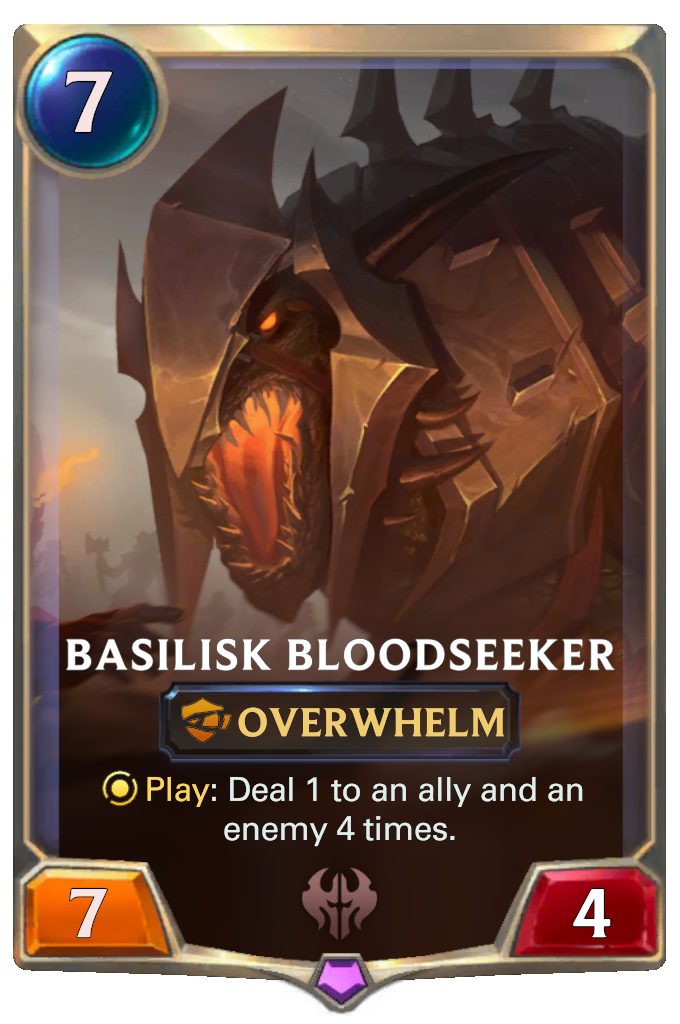 7
BASILISK BLOODSEEKER
OVERWHELM
Play: Deal 1 to an ally and an
enemy 4 times.
7
4